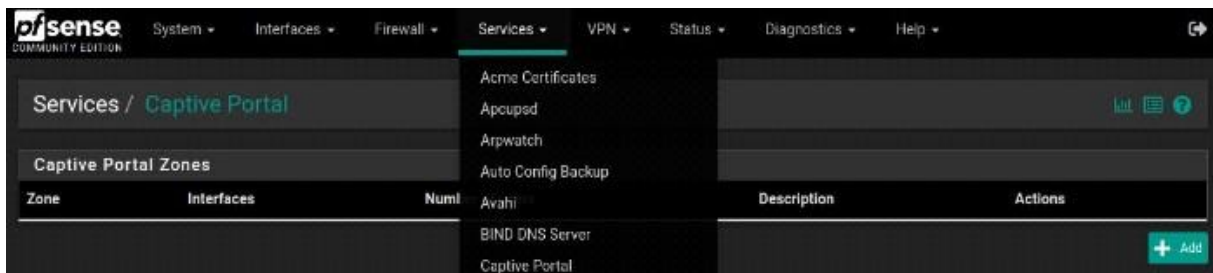 pfsense System Interfaces Firewall Services VPN Status Diagnostics Help
COMMUNITY EDITION
Acme Certificates
Services / Captive Portal
Apcupsd
Arpwatch
Captive Portal Zones
Auto Config Backup
Zone Interfaces Num Avahi Description Actions
BIND DNS Server
Add
Captive Portal